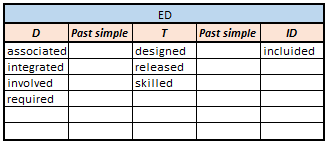 ED
D Past simple T Past simple ID
associated designed incluided
integrated released
involved skilled
required